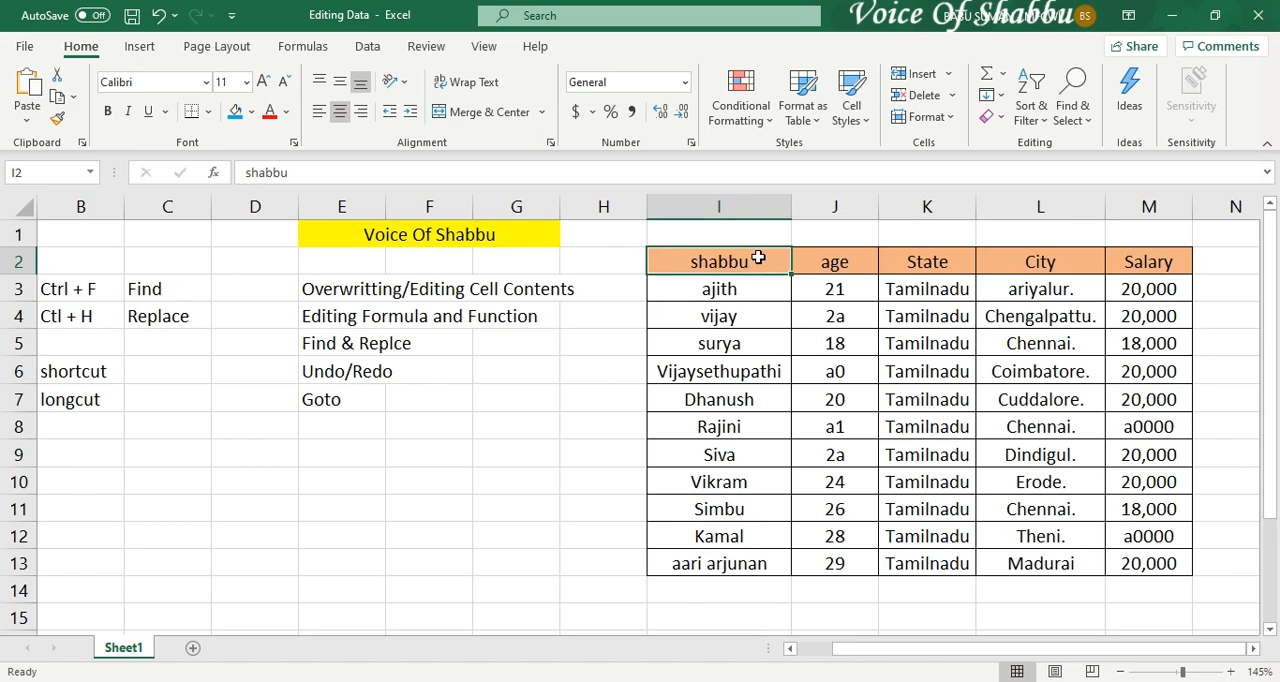 AutoSave Off
Editing Data - Excel
Search
Voice Of Shabbu
BS
File Home Insert Page Layout Formulas Data Review View Help
Share Comments
Paste
Calibri 11
B I U
Wrap Text
Merge & Center
General
$ % ,
Conditional Formatting
Format as Table
Cell Styles
Insert
Delete
Format
Sort & Filter
Find & Select
Ideas
Sensitivity
Clipboard Font Alignment Number Styles Cells Editing Ideas Sensitivity
I2 fx shabbu
B C D E F G H I J K L M N
1 Voice Of Shabbu
2 shabbu age State City Salary
3 Ctrl + F Find Overwritting/Editing Cell Contents ajith 21 Tamilnadu ariyalur. 20,000
4 Ctl + H Replace Editing Formula and Function vijay 2a Tamilnadu Chengalpattu. 20,000
5 Find & Replce surya 18 Tamilnadu Chennai. 18,000
6 shortcut Undo/Redo Vijaysethupathi a0 Tamilnadu Coimbatore. 20,000
7 longcut Goto Dhanush 20 Tamilnadu Cuddalore. 20,000
8 Rajini a1 Tamilnadu Chennai. a0000
9 Siva 2a Tamilnadu Dindigul. 20,000
10 Vikram 24 Tamilnadu Erode. 20,000
11 Simbu 26 Tamilnadu Chennai. 18,000
12 Kamal 28 Tamilnadu Theni. a0000
13 aari arjunan 29 Tamilnadu Madurai 20,000
14
15
Sheet1
Ready 145%